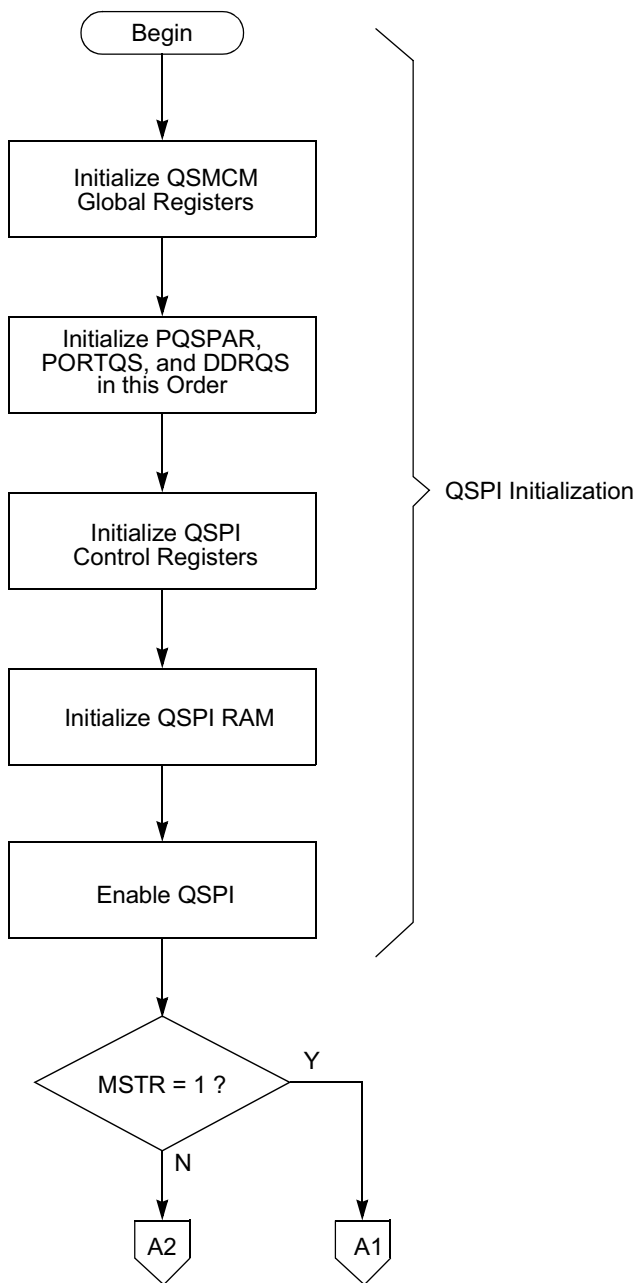 Begin
Initialize QSMCM
Global Registers
Initialize PQSPAR,
PORTQS, and DDRQS
in this Order
Initialize QSPI
Control Registers
QSPI Initialization
Initialize QSPI RAM
Enable QSPI
MSTR = 1 ?
Y
N
A2
A1